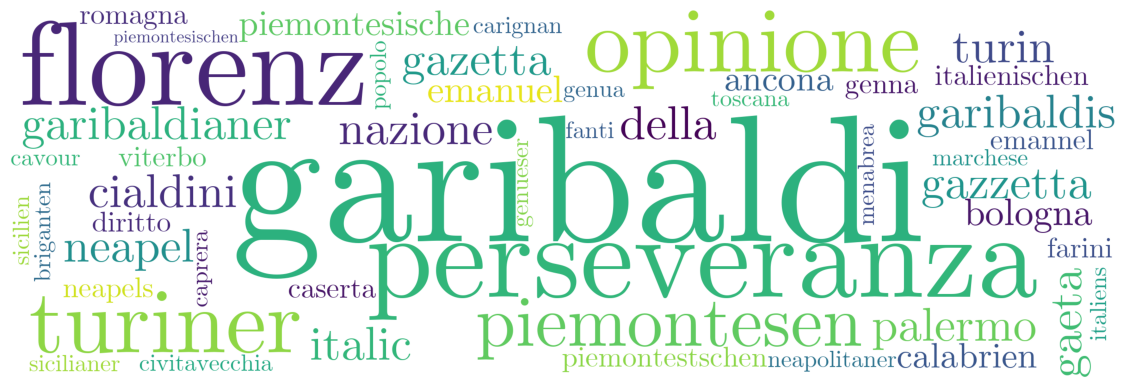 romagna
piemontesischen
piemontesische
carignan
florenz
popolo
gazetta
opinione
turin
emanuel
genua
ancona
genna
italienischen
toscana
garibaldianer
nazione
fanti
della
garibaldis
emannel
cavour
viterbo
garibaldi
genueser
menabrea
marchese
cialdini
gazzetta
sicilien
briganten
diritto
bologna
neapel
caprera
perseveranza
farini
neapels
caserta
gaeta
italiens
turiner
italic
piemontesen
palermo
sicilianer
civitavecchia
piemontestschen
neapolitaner
calabrien